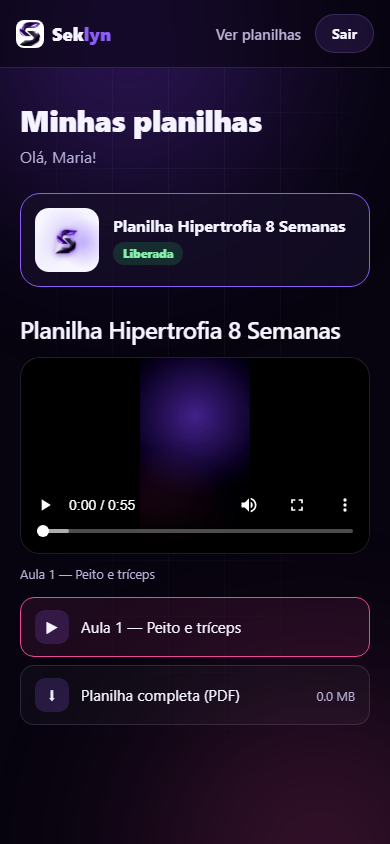 Seklyn
Ver planilhas
Sair
Minhas planilhas
Olá, Maria!
Planilha Hipertrofia 8 Semanas
Liberada
Planilha Hipertrofia 8 Semanas
0:00 / 0:55
Aula 1 — Peito e tríceps
Aula 1 — Peito e tríceps
Planilha completa (PDF)
0.0 MB